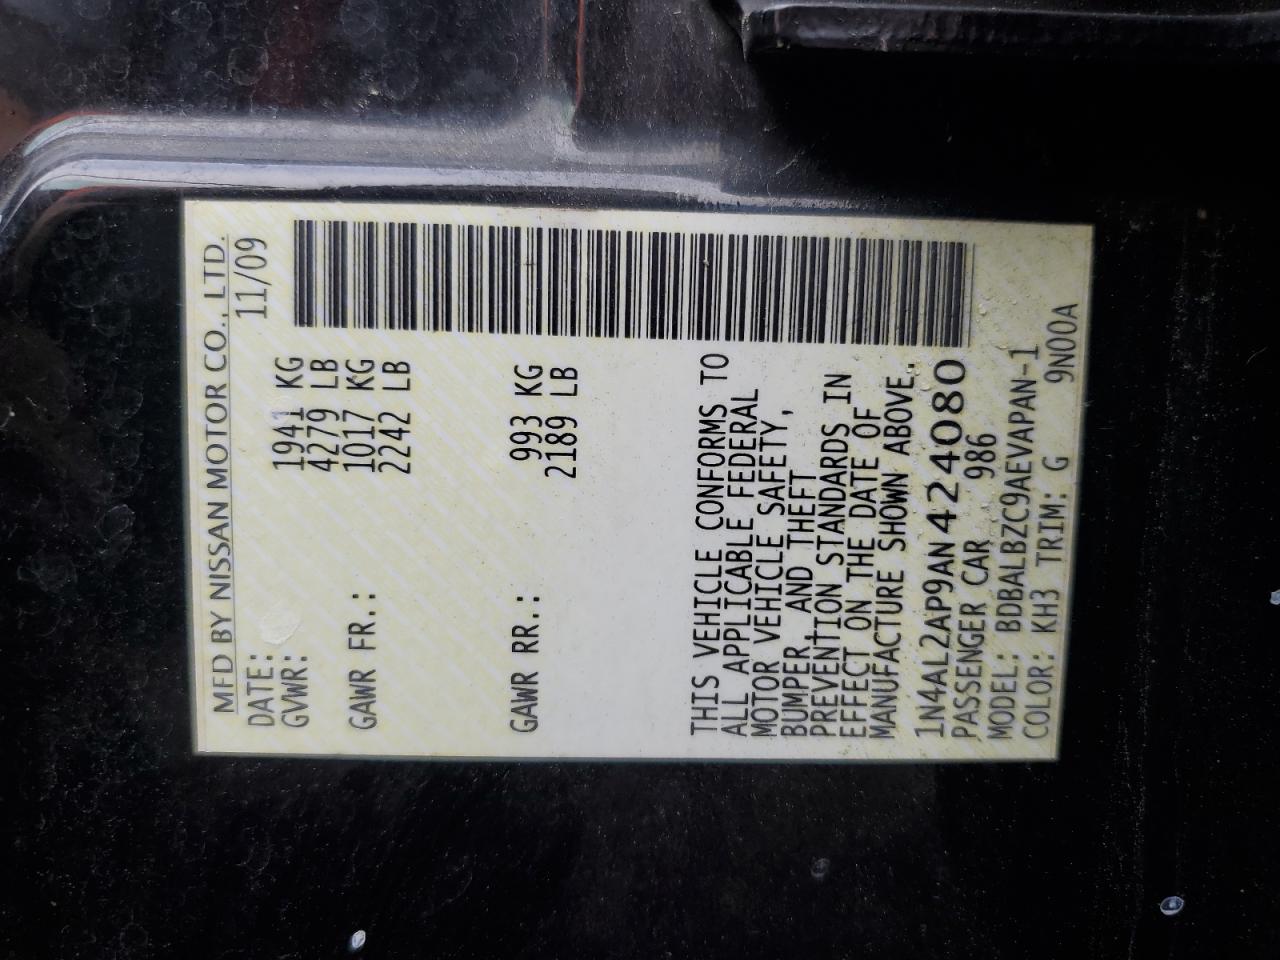 MFD BY NISSAN MOTOR CO., LTD.
DATE: 11/09
GVWR: 1941 KG
4279 LB
GAWR FR.: 1017 KG
2242 LB
GAWR RR.: 993 KG
2189 LB
THIS VEHICLE CONFORMS TO
ALL APPLICABLE FEDERAL
MOTOR VEHICLE SAFETY,
BUMPER, AND THEFT
PREVENTION STANDARDS IN
EFFECT ON THE DATE OF
MANUFACTURE SHOWN ABOVE.
1N4AL2AP9AN424080
PASSENGER CAR 986
MODEL: BDBALBZC9AEVAPAN-1
COLOR: KH3 TRIM: G 9N00A